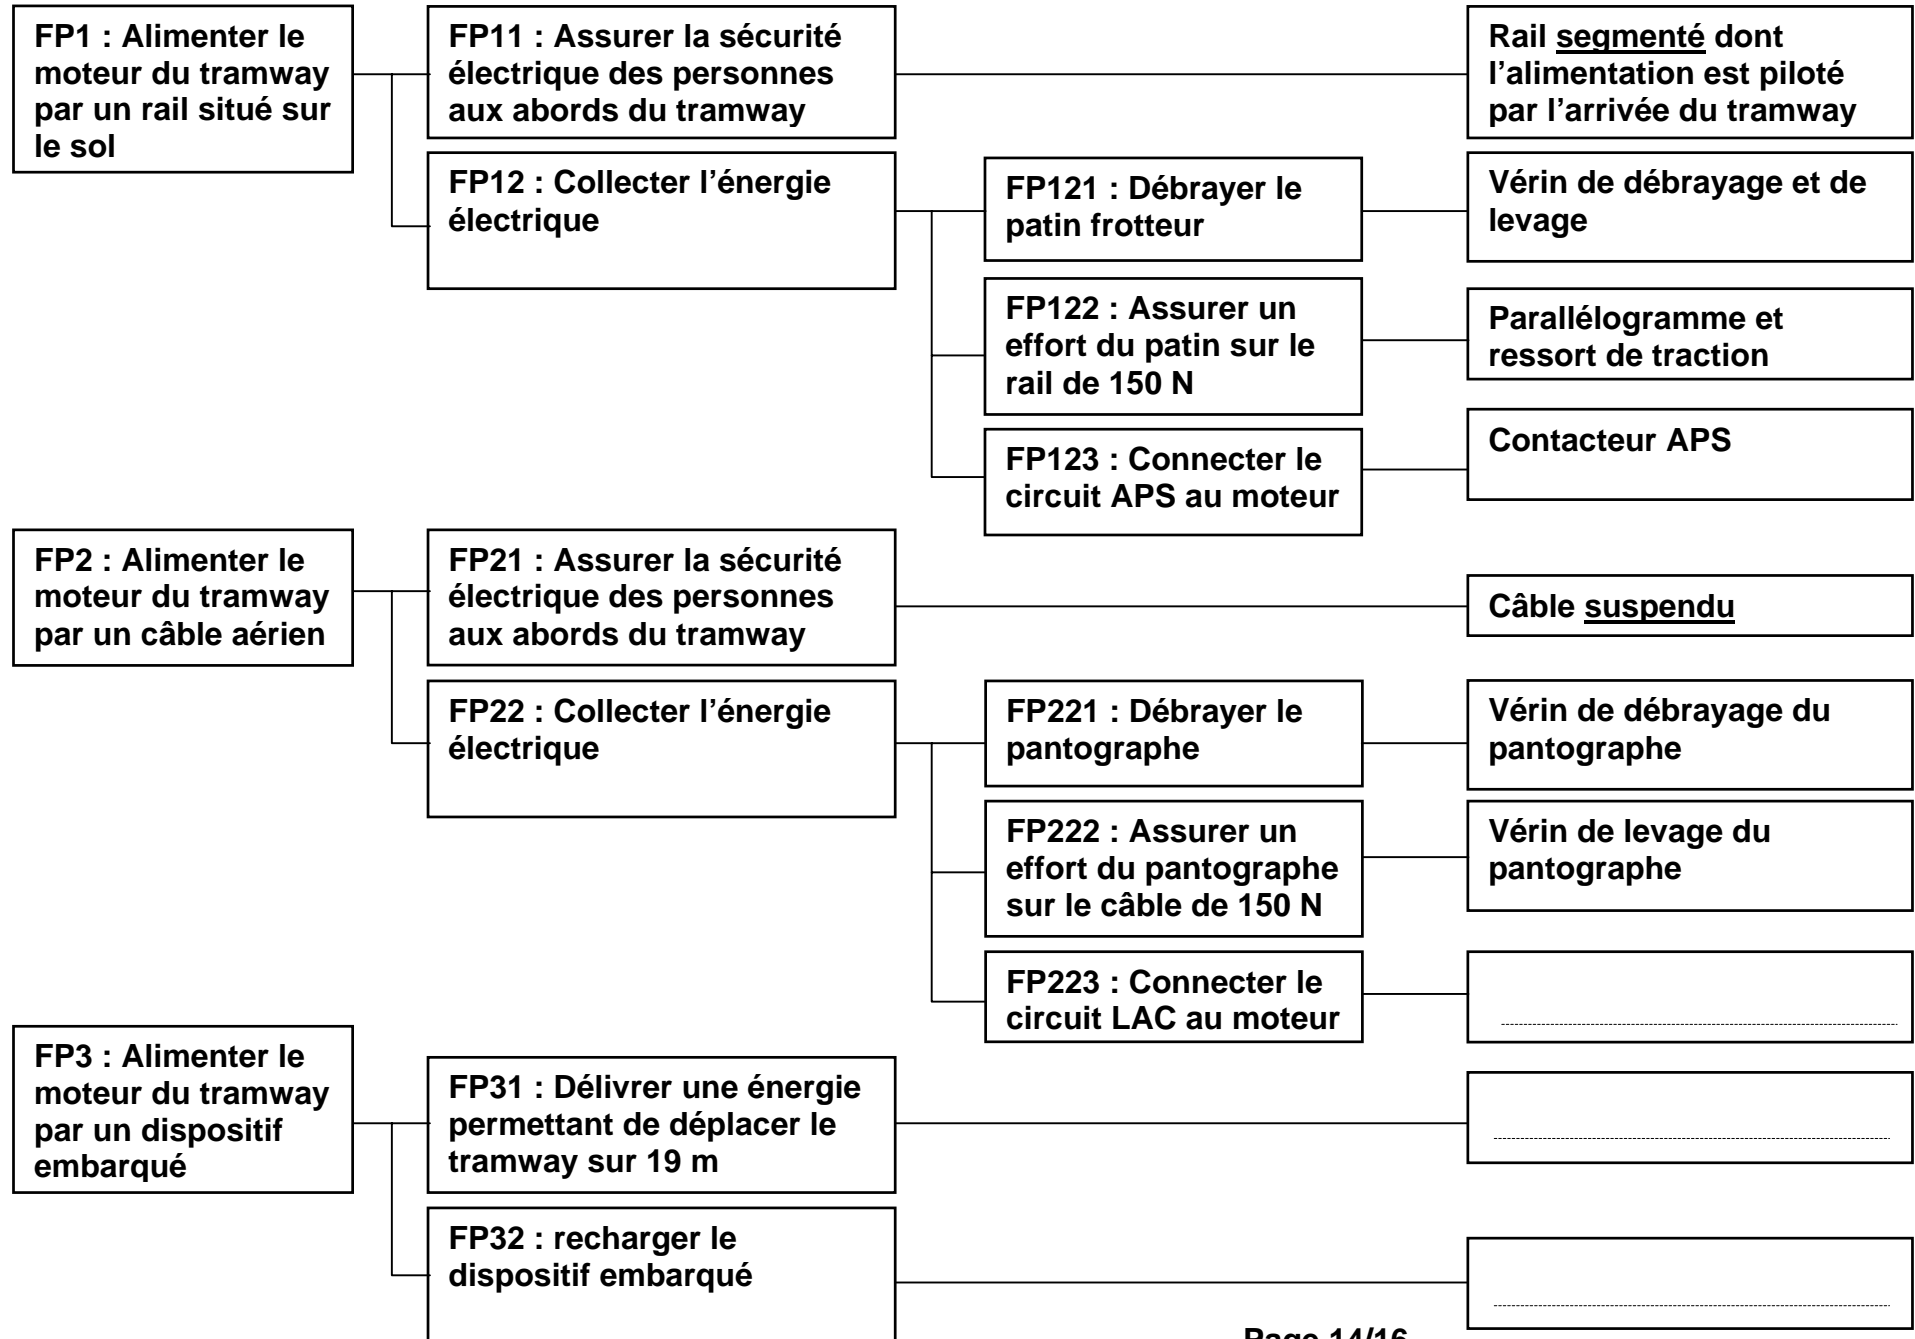 FP1 : Alimenter le
moteur du tramway
par un rail situé sur
le sol
FP11 : Assurer la sécurité
électrique des personnes
aux abords du tramway
Rail segmenté dont
l’alimentation est piloté
par l’arrivée du tramway
FP12 : Collecter l’énergie
électrique
FP121 : Débrayer le
patin frotteur
Vérin de débrayage et de
levage
FP122 : Assurer un
effort du patin sur le
rail de 150 N
Parallélogramme et
ressort de traction
FP123 : Connecter le
circuit APS au moteur
Contacteur APS
FP2 : Alimenter le
moteur du tramway
par un câble aérien
FP21 : Assurer la sécurité
électrique des personnes
aux abords du tramway
Câble suspendu
FP22 : Collecter l’énergie
électrique
FP221 : Débrayer le
pantographe
Vérin de débrayage du
pantographe
FP222 : Assurer un
effort du pantographe
sur le câble de 150 N
Vérin de levage du
pantographe
FP223 : Connecter le
circuit LAC au moteur
FP3 : Alimenter le
moteur du tramway
par un dispositif
embarqué
FP31 : Délivrer une énergie
permettant de déplacer le
tramway sur 19 m
FP32 : recharger le
dispositif embarqué
Page 14/16